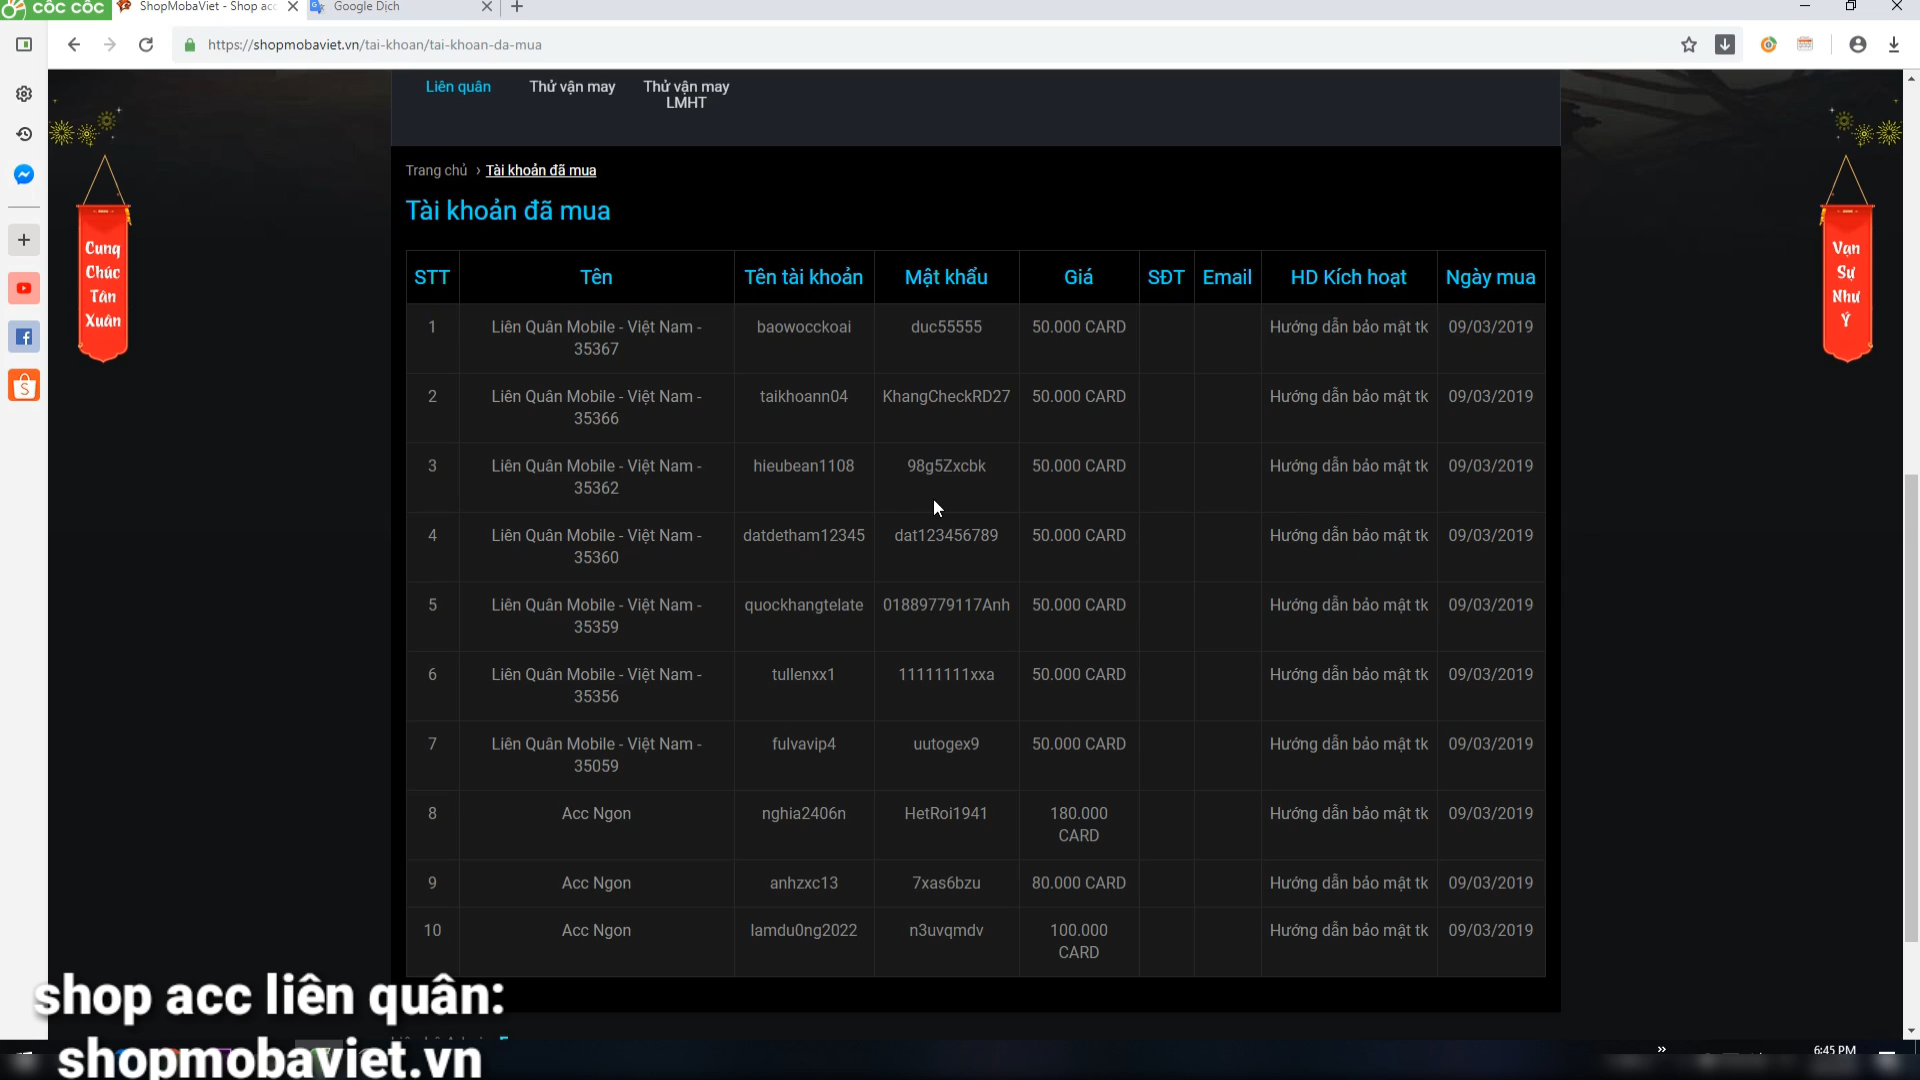 cốc cốc
ShopMobaViet - Shop acc
Google Dịch
https://shopmobaviet.vn/tai-khoan/tai-khoan-da-mua
Liên quân
Thử vận may
Thử vận may
LMHT
Trang chủ › Tài khoản đã mua
Tài khoản đã mua
Cung
Chúc
Tân
Xuân
Vạn
Sự
Như
Ý
STT Tên Tên tài khoản Mật khẩu Giá SĐT Email HD Kích hoạt Ngày mua
1 Liên Quân Mobile - Việt Nam - baowocckoai duc55555 50.000 CARD Hướng dẫn bảo mật tk 09/03/2019
35367
2 Liên Quân Mobile - Việt Nam - taikhoann04 KhangCheckRD27 50.000 CARD Hướng dẫn bảo mật tk 09/03/2019
35366
3 Liên Quân Mobile - Việt Nam - hieubean1108 98g5Zxcbk 50.000 CARD Hướng dẫn bảo mật tk 09/03/2019
35362
4 Liên Quân Mobile - Việt Nam - datdetham12345 dat123456789 50.000 CARD Hướng dẫn bảo mật tk 09/03/2019
35360
5 Liên Quân Mobile - Việt Nam - quockhangtelate 01889779117Anh 50.000 CARD Hướng dẫn bảo mật tk 09/03/2019
35359
6 Liên Quân Mobile - Việt Nam - tullenxx1 11111111xxa 50.000 CARD Hướng dẫn bảo mật tk 09/03/2019
35356
7 Liên Quân Mobile - Việt Nam - fulvavip4 uutogex9 50.000 CARD Hướng dẫn bảo mật tk 09/03/2019
35059
8 Acc Ngon nghia2406n HetRoi1941 180.000 Hướng dẫn bảo mật tk 09/03/2019
CARD
9 Acc Ngon anhzxc13 7xas6bzu 80.000 CARD Hướng dẫn bảo mật tk 09/03/2019
10 Acc Ngon lamdu0ng2022 n3uvqmdv 100.000 Hướng dẫn bảo mật tk 09/03/2019
CARD
shop acc liên quân:
shopmobaviet.vn
6:45 PM